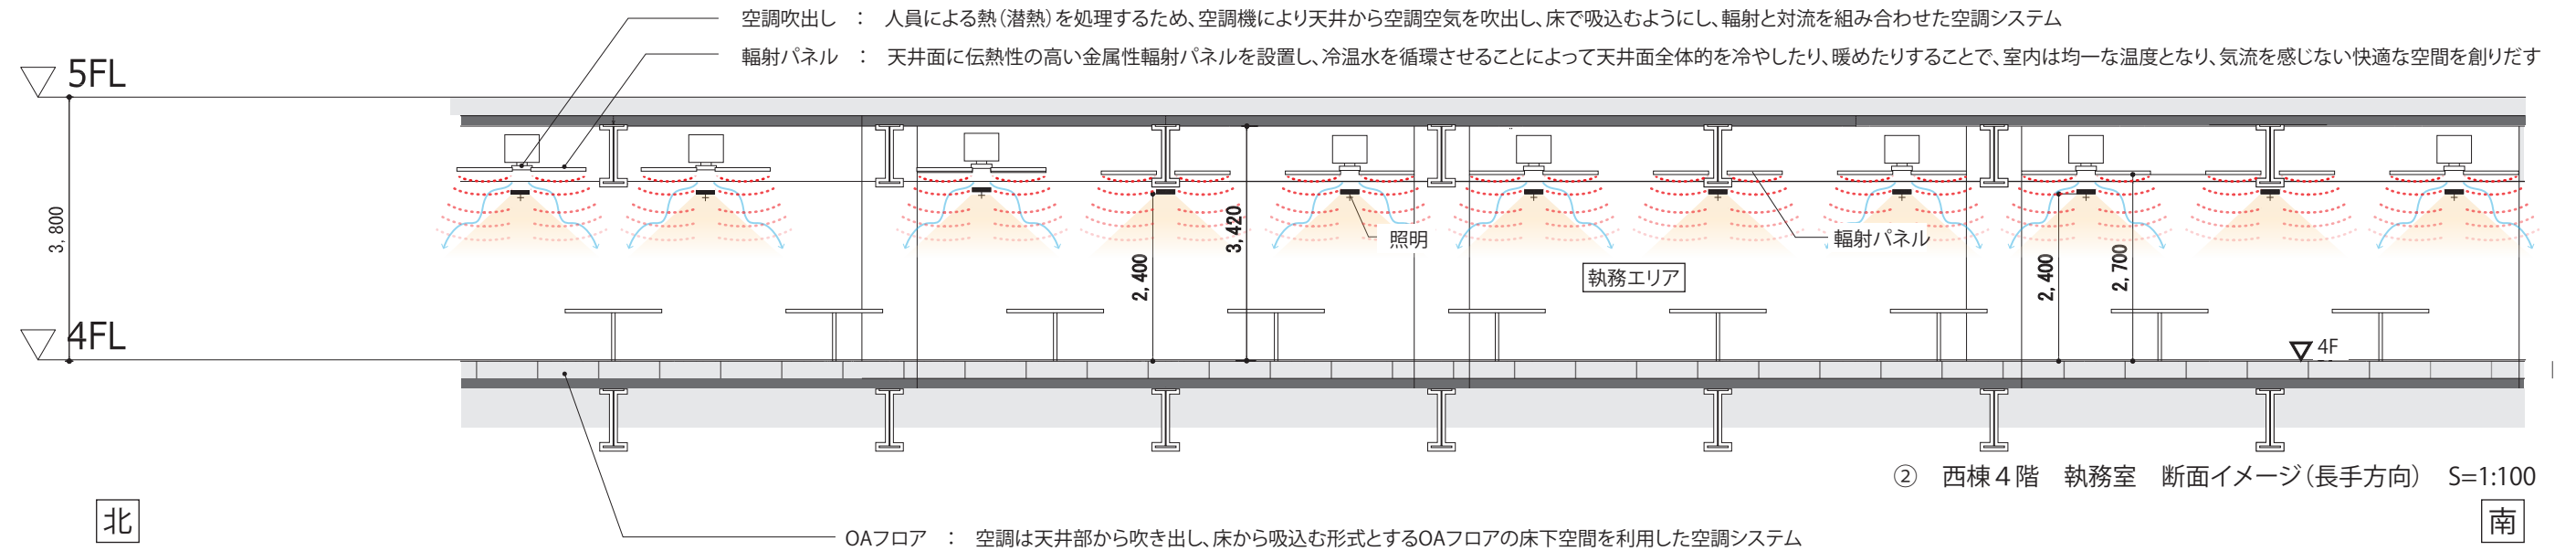 空調吹出し ： 人員による熱（潜熱）を処理するため、空調機により天井から空調空気を吹出し、床で吸込むようにし、輻射と対流を組み合わせた空調システム
輻射パネル ： 天井面に伝熱性の高い金属性輻射パネルを設置し、冷温水を循環させることによって天井面全体的を冷やしたり、暖めたりすることで、室内は均一な温度となり、気流を感じない快適な空間を創りだす
5FL
3,800
3,420
照明
輻射パネル
2,400
執務エリア
2,400
2,700
4FL
4F
② 西棟４階 執務室 断面イメージ（長手方向） S=1:100
北
南
OAフロア ： 空調は天井部から吹き出し、床から吸込む形式とするOAフロアの床下空間を利用した空調システム